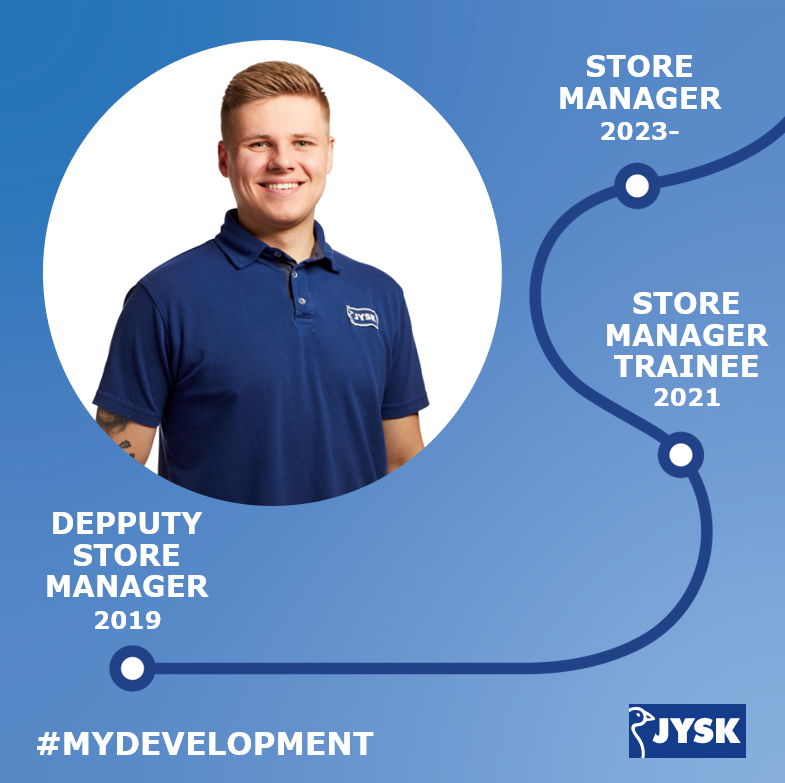 STORE
MANAGER
2023–
JYSK
STORE
MANAGER
TRAINEE
2021
DEPPUTY
STORE
MANAGER
2019
#MYDEVELOPMENT
JYSK